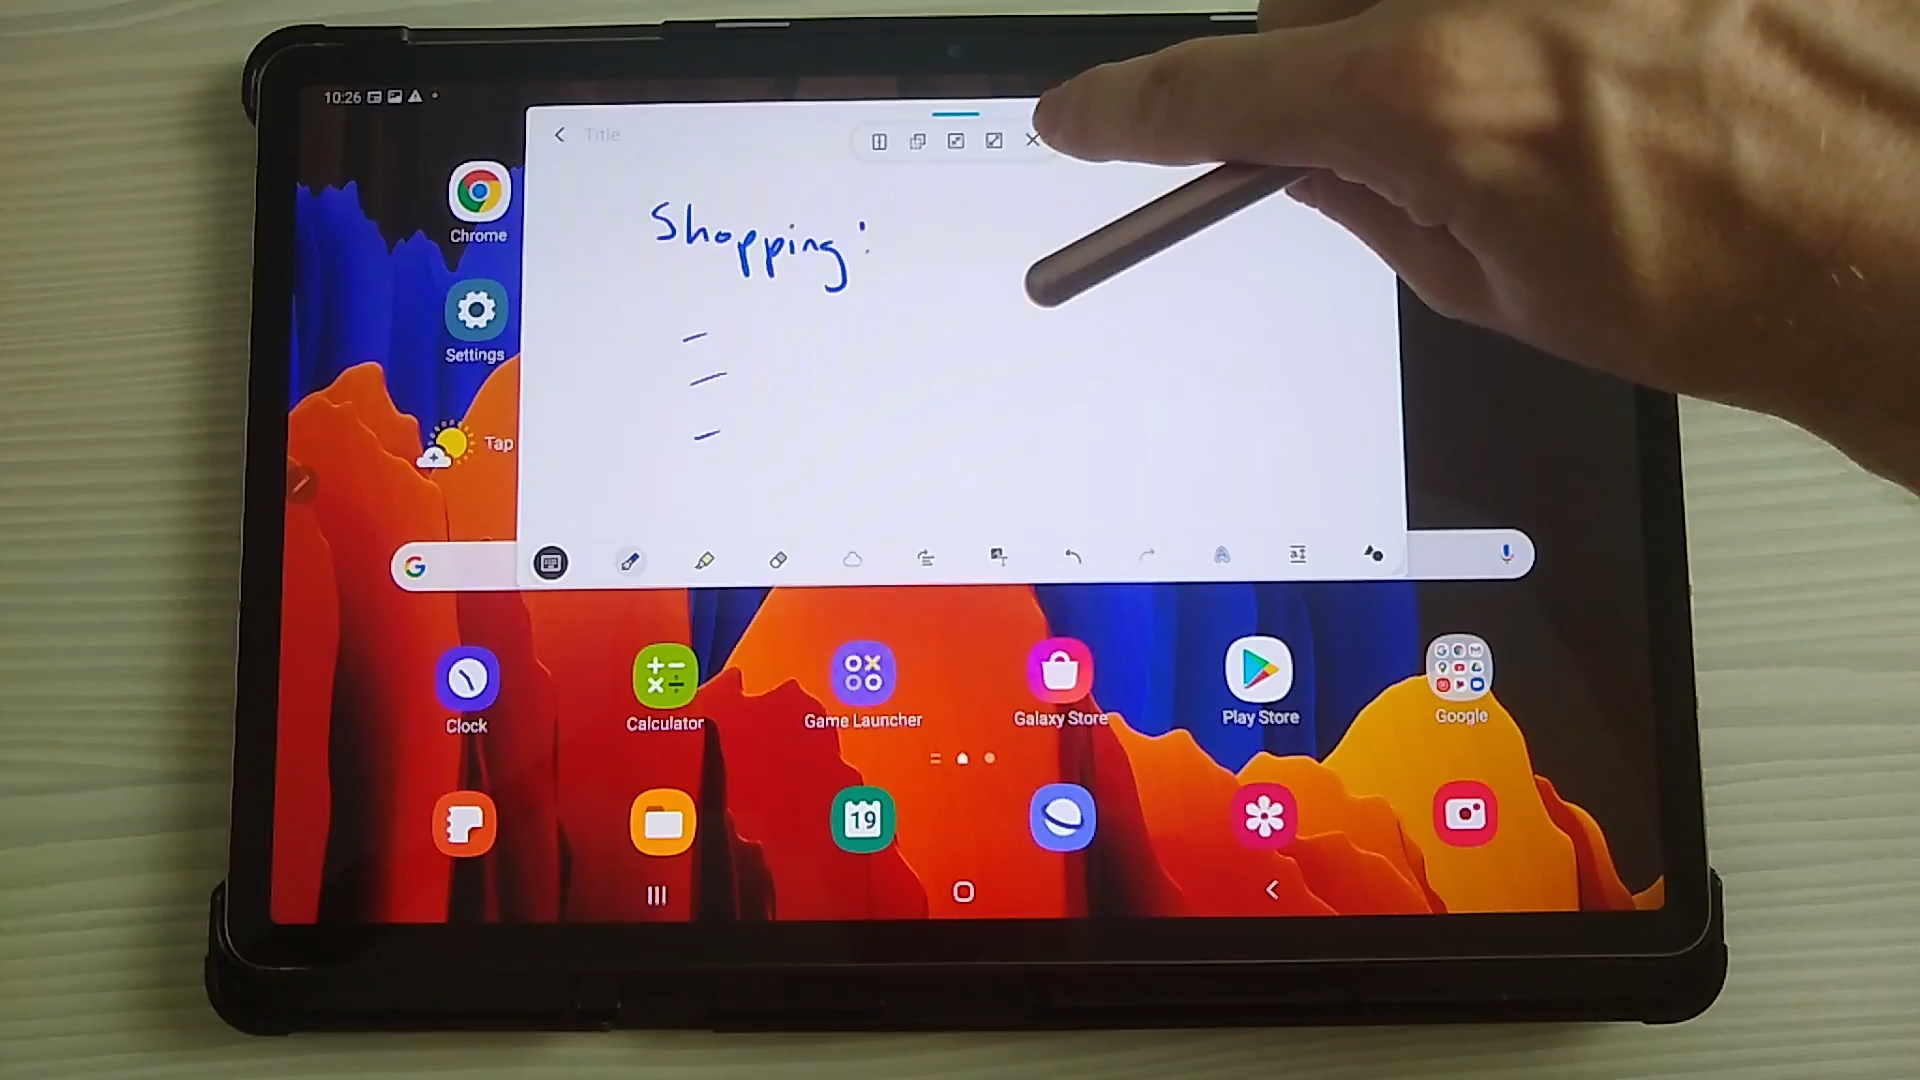 10:26
Title
Shopping:
-
-
-
Chrome
Settings
Tap
G
Clock
Calculator
Game Launcher
Galaxy Store
Play Store
Google
19